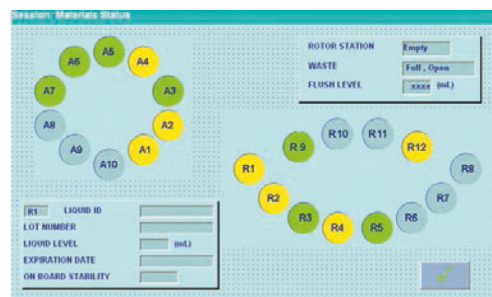 Session: Materials Status
A5
A6 A4
A7 A3
A8 A2
A9 A1
A10
ROTOR STATION Empty
WASTE Full , Open
FLUSH LEVEL xxxx (mL)
R10 R11
R 9 R12
R1 R8
R2 R7
R3 R6
R4 R5
R1 LIQUID ID
LOT NUMBER
LIQUID LEVEL (mL)
EXPIRATION DATE
ON BOARD STABILITY